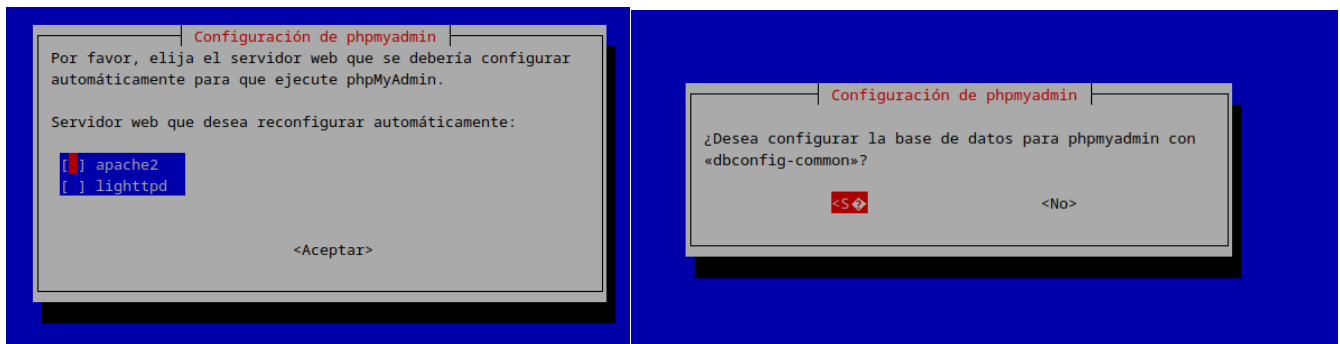 Configuración de phpmyadmin
Por favor, elija el servidor web que se debería configurar
automáticamente para que ejecute phpMyAdmin.
Servidor web que desea reconfigurar automáticamente:
[ ] apache2
[ ] lighttpd
<Aceptar>
Configuración de phpmyadmin
¿Desea configurar la base de datos para phpmyadmin con
«dbconfig-common»?
<S� <No>